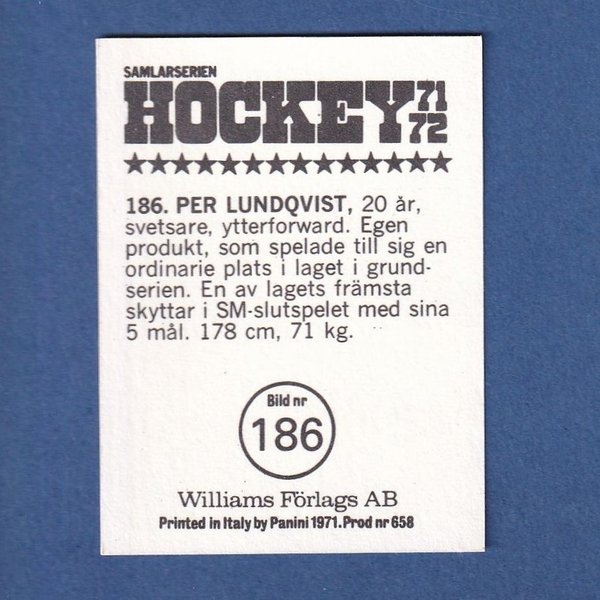 SAMLARSERIEN
HOCKEY 71 72
186. PER LUNDQVIST, 20 år,
svetsare, ytterforward. Egen
produkt, som spelade till sig en
ordinarie plats i laget i grund-
serien. En av lagets främsta
skyttar i SM-slutspelet med sina
5 mål. 178 cm, 71 kg.
Bild nr
186
Williams Förlags AB
Printed in Italy by Panini 1971. Prod nr 658